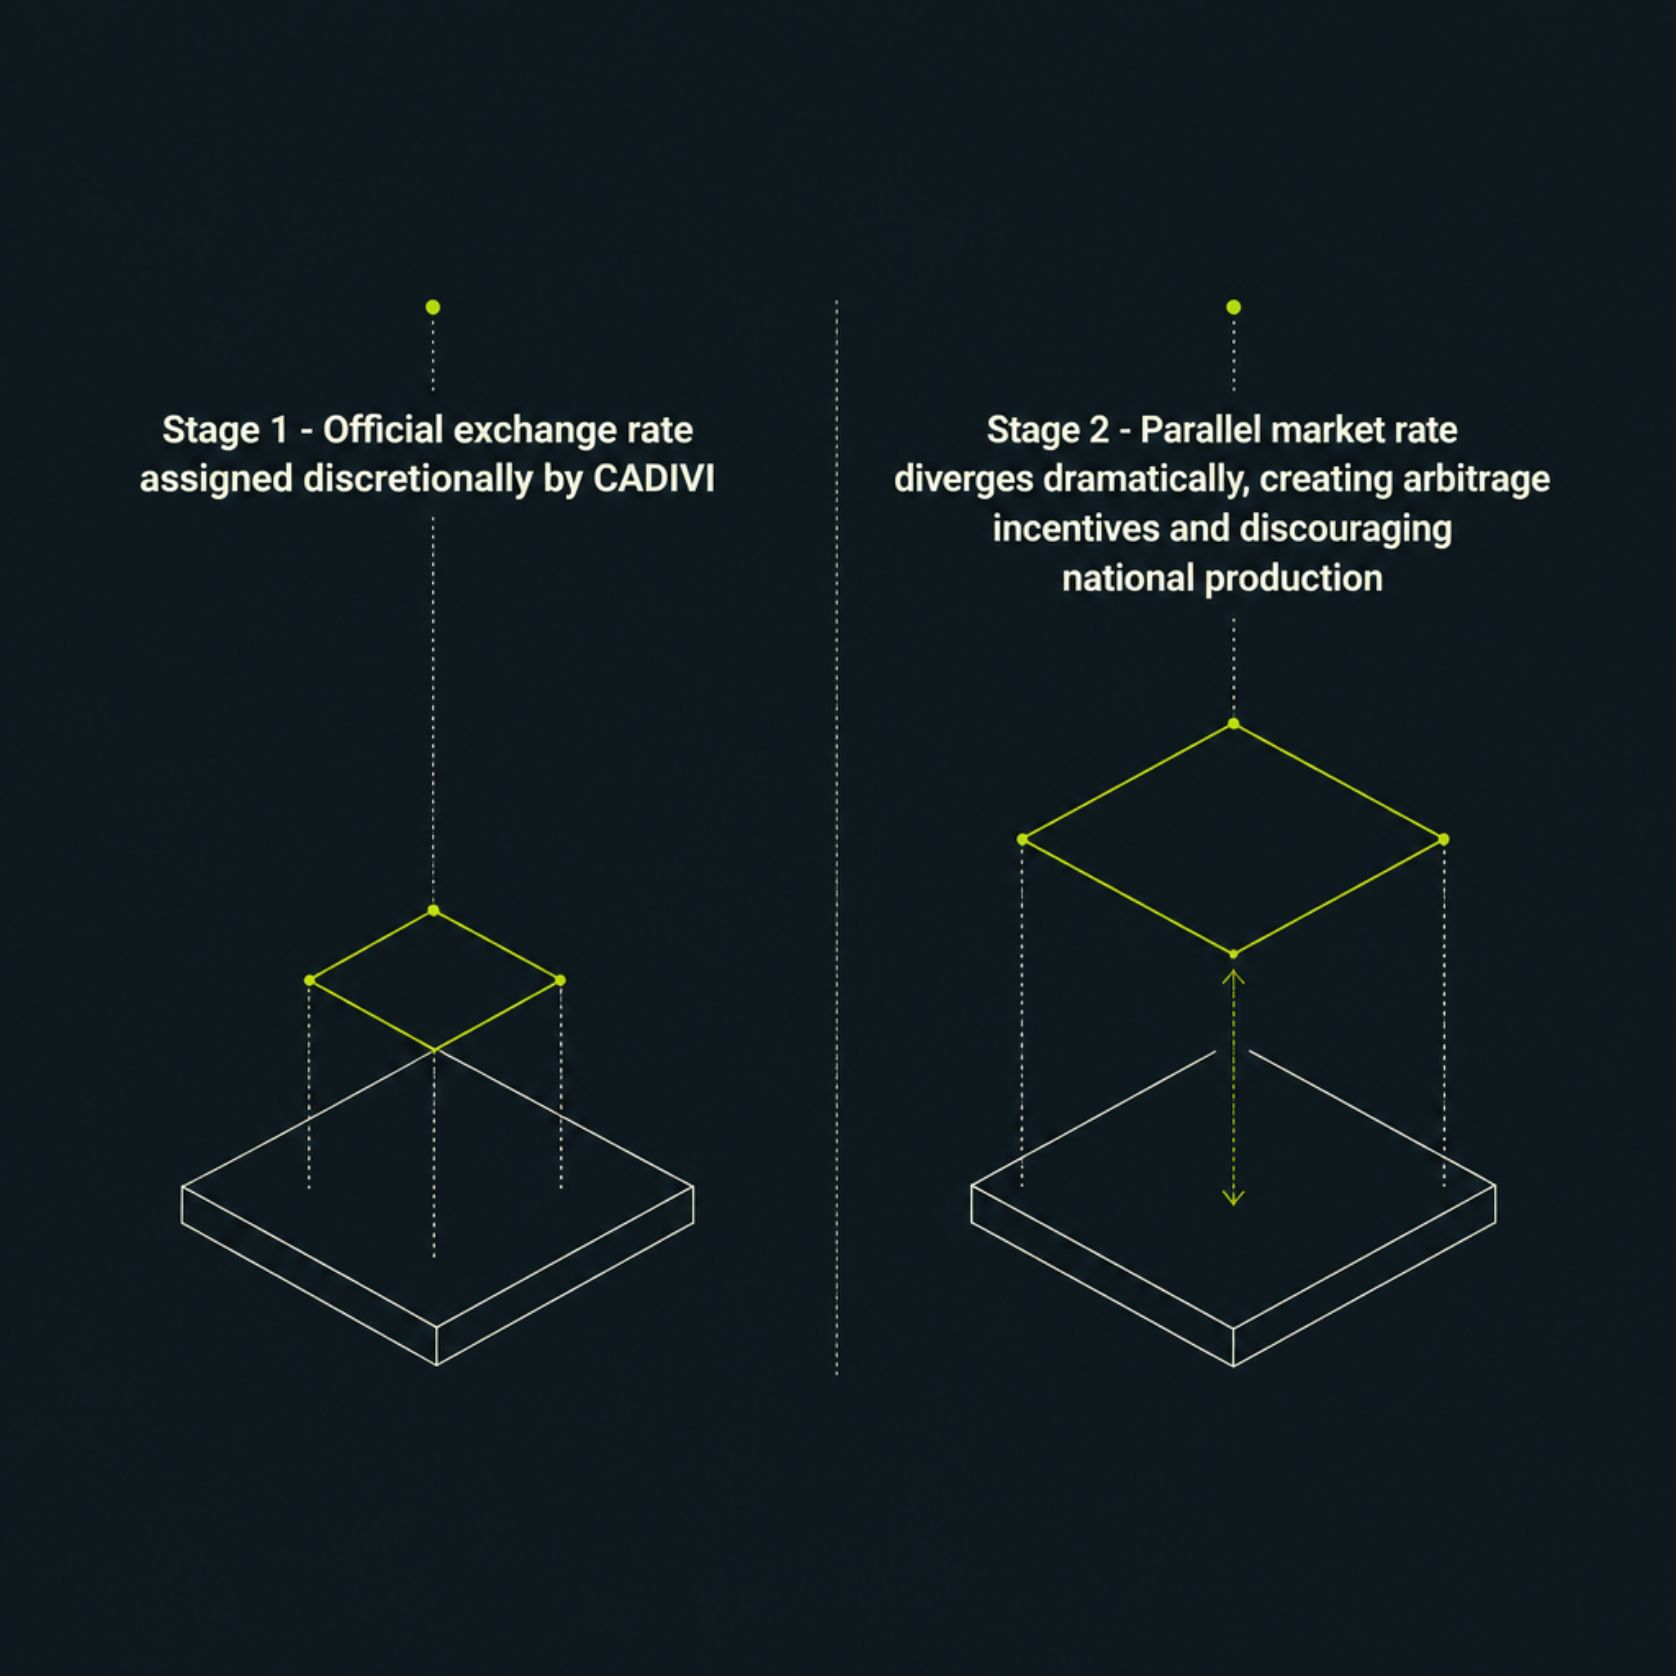 Stage 1 - Official exchange rate
assigned discretionally by CADIVI
Stage 2 - Parallel market rate
diverges dramatically, creating arbitrage
incentives and discouraging
national production